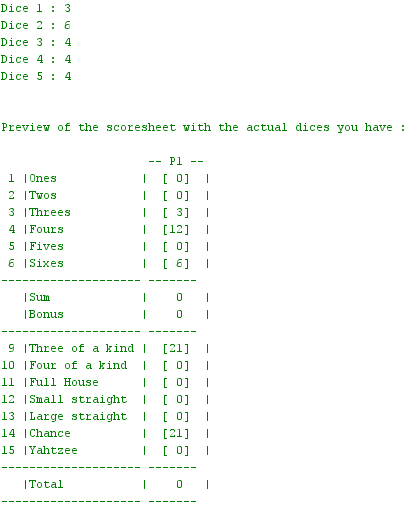 Dice 1 : 3
Dice 2 : 6
Dice 3 : 4
Dice 4 : 4
Dice 5 : 4
Preview of the scoresheet with the actual dices you have :
-- P1 --
1 |Ones | [ 0] |
2 |Twos | [ 0] |
3 |Threes | [ 3] |
4 |Fours | [12] |
5 |Fives | [ 0] |
6 |Sixes | [ 6] |
-------------------- -------
|Sum | 0 |
|Bonus | 0 |
-------------------- -------
9 |Three of a kind | [21] |
10 |Four of a kind | [ 0] |
11 |Full House | [ 0] |
12 |Small straight | [ 0] |
13 |Large straight | [ 0] |
14 |Chance | [21] |
15 |Yahtzee | [ 0] |
-------------------- -------
|Total | 0 |
-------------------- -------